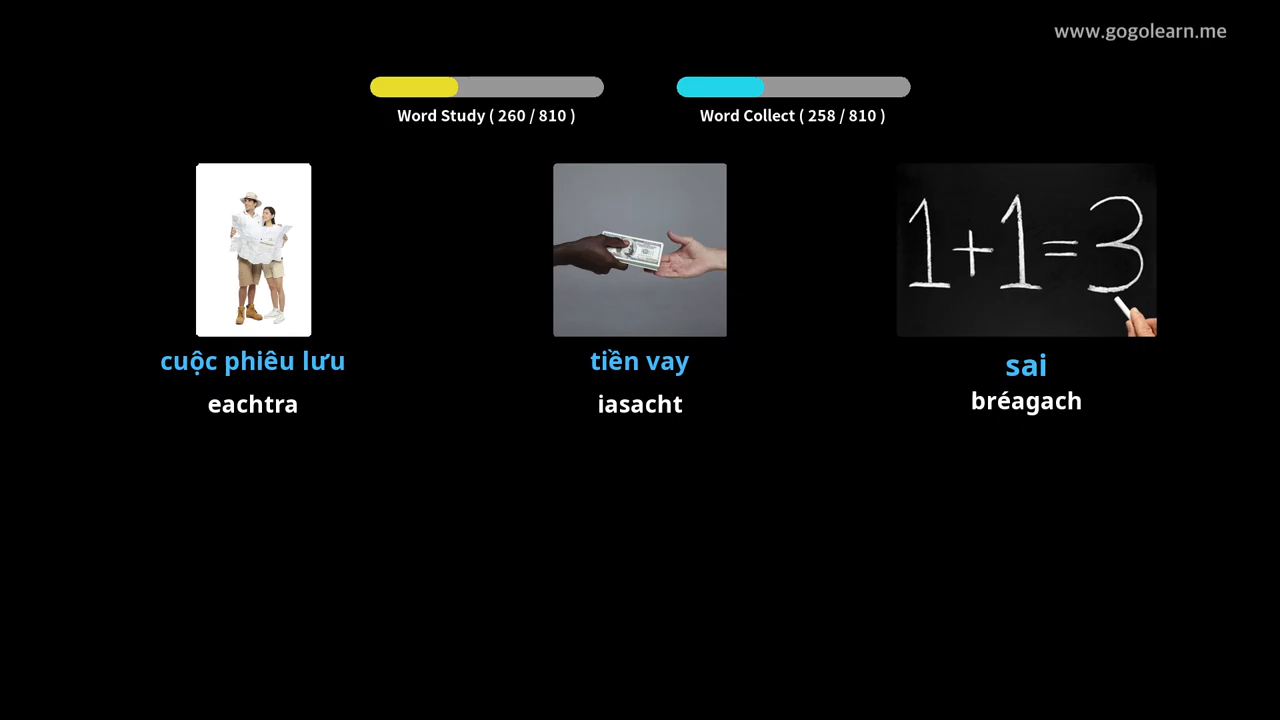 www.gogolearn.me
Word Study ( 260 / 810 )
Word Collect ( 258 / 810 )
1+1=3
cuộc phiêu lưu
tiền vay
sai
eachtra
iasacht
bréagach